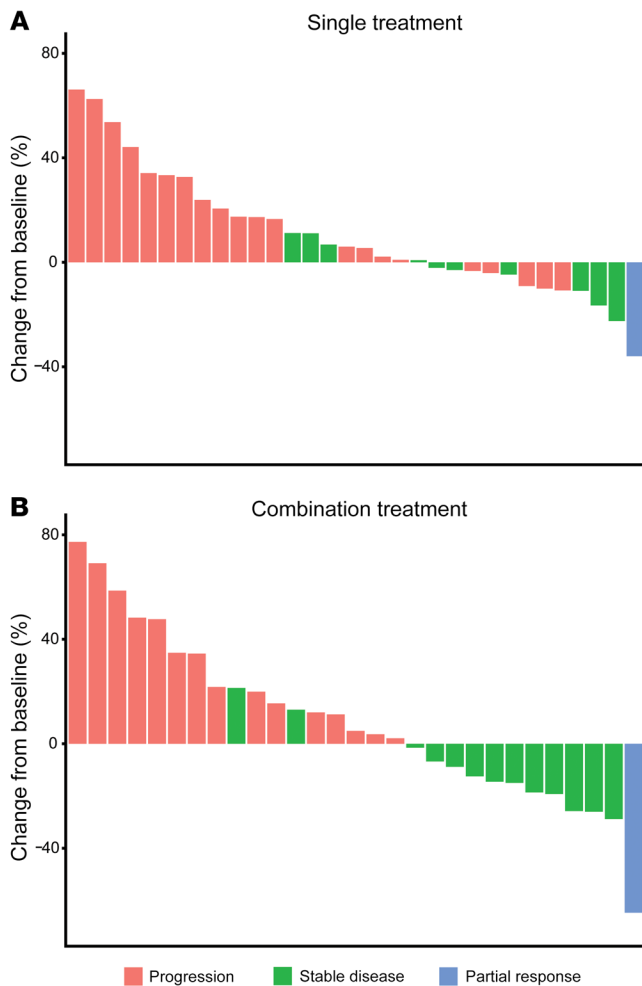 A
Single treatment
Change from baseline (%)
80
40
0
−40
B
Combination treatment
Change from baseline (%)
80
40
0
−40
Progression
Stable disease
Partial response